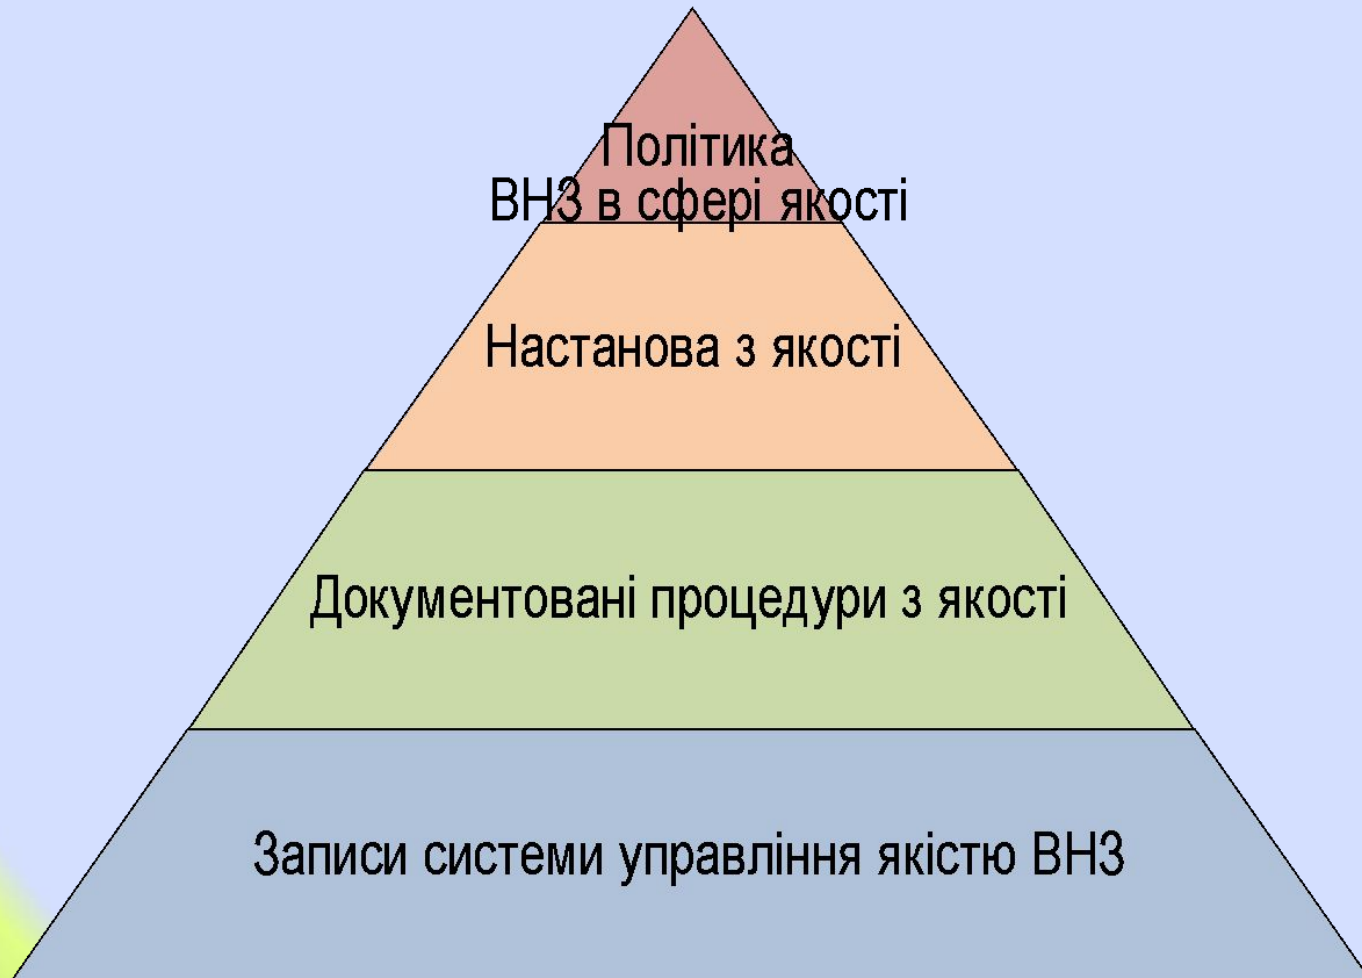 Політика
ВНЗ в сфері якості
Настанова з якості
Документовані процедури з якості
Записи системи управління якістю ВНЗ